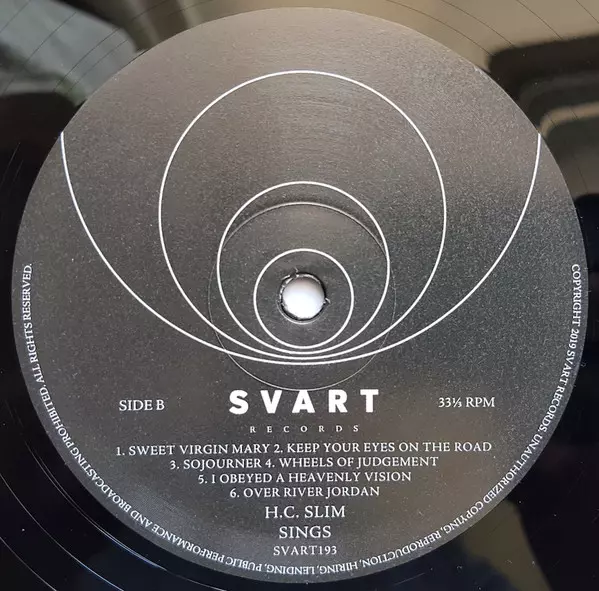 SIDE B
SVART
RECORDS
33⅓ RPM
1. SWEET VIRGIN MARY 2. KEEP YOUR EYES ON THE ROAD
3. SOJOURNER 4. WHEELS OF JUDGEMENT
5. I OBEYED A HEAVENLY VISION
6. OVER RIVER JORDAN
H.C. SLIM
SINGS
SVART193
COPYRIGHT 2019 SVART RECORDS. UNAUTHORIZED COPYING, REPRODUCTION, HIRING, LENDING, PUBLIC PERFORMANCE AND BROADCASTING PROHIBITED. ALL RIGHTS RESERVED.